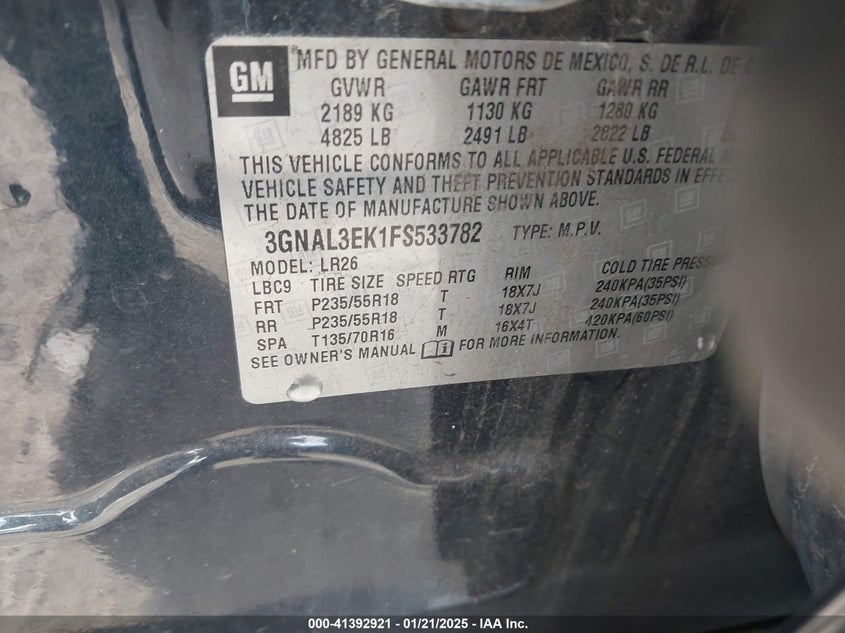 GM
MFD BY GENERAL MOTORS DE MEXICO, S. DE R.L. DE
GVWR GAWR FRT GAWR RR
2189 KG 1130 KG 1280 KG
4825 LB 2491 LB 2822 LB
THIS VEHICLE CONFORMS TO ALL APPLICABLE U.S. FEDERAL
VEHICLE SAFETY AND THEFT PREVENTION STANDARDS IN EFFE
THE DATE OF MANUFACTURE SHOWN ABOVE.
3GNAL3EK1FS533782 TYPE: M.P.V.
MODEL: LR26
LBC9 TIRE SIZE SPEED RTG RIM COLD TIRE PRESSU
FRT P235/55R18 T 18X7J 240KPA(35PSI)
RR P235/55R18 T 18X7J 240KPA(35PSI)
SPA T135/70R16 M 16X4T 420KPA(60PSI)
SEE OWNER'S MANUAL FOR MORE INFORMATION.
000-41392921 - 01/21/2025 - IAA Inc.